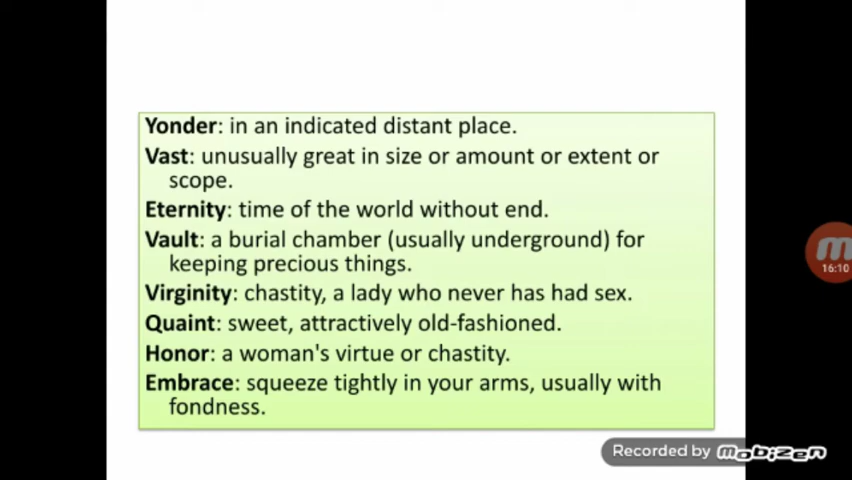 Yonder: in an indicated distant place.
Vast: unusually great in size or amount or extent or
scope.
Eternity: time of the world without end.
Vault: a burial chamber (usually underground) for
keeping precious things.
Virginity: chastity, a lady who never has had sex.
Quaint: sweet, attractively old-fashioned.
Honor: a woman's virtue or chastity.
Embrace: squeeze tightly in your arms, usually with
fondness.
16:10
Recorded by mobizen